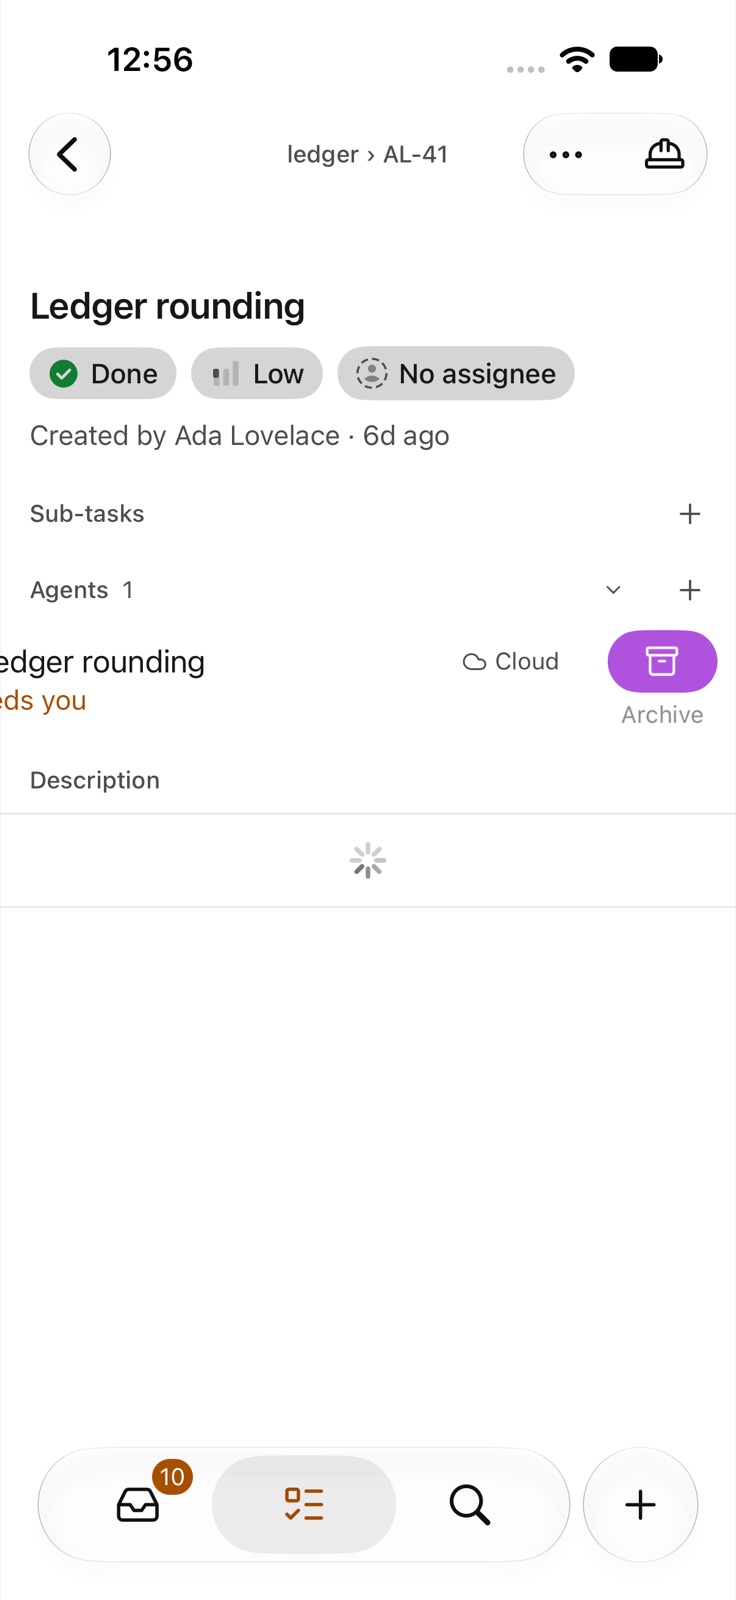 12:56
ledger › AL-41
Ledger rounding
Done
Low
No assignee
Created by Ada Lovelace · 6d ago
Sub-tasks
Agents 1
edger rounding
Cloud
eds you
Archive
Description
10